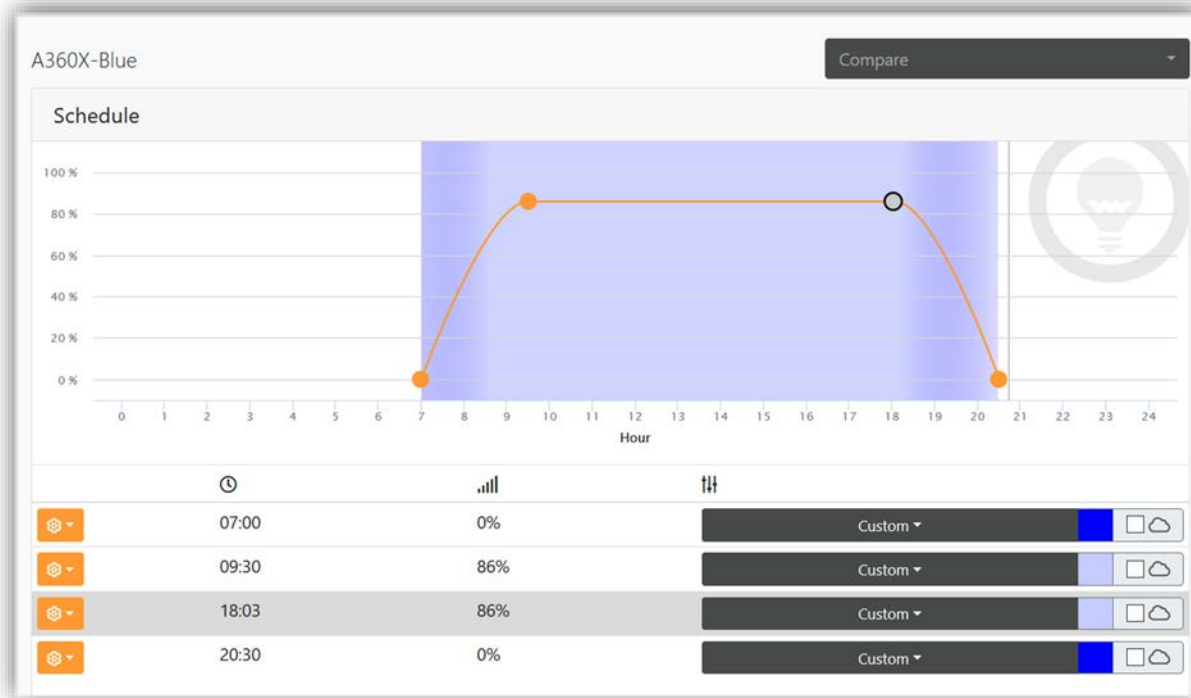 A360X-Blue
Compare
Schedule
100 %
80 %
60 %
40 %
20 %
0 %
0 1 2 3 4 5 6 7 8 9 10 11 12 13 14 15 16 17 18 19 20 21 22 23 24
Hour
07:00 0% Custom
09:30 86% Custom
18:03 86% Custom
20:30 0% Custom